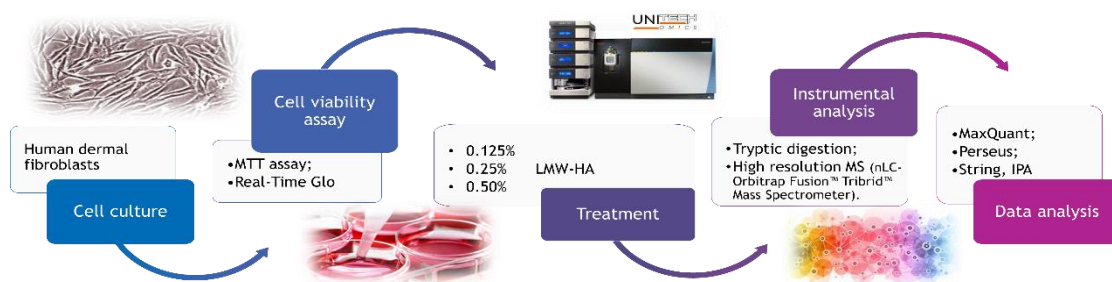 Human dermal
fibroblasts
Cell culture
Cell viability
assay
•MTT assay;
•Real-Time Glo
• 0.125%
• 0.25% LMW-HA
• 0.50%
Treatment
UNITECH
OMICS
Instrumental
analysis
•Tryptic digestion;
•High resolution MS (nLC-
Orbitrap Fusion™ Tribrid™
Mass Spectrometer).
•MaxQuant;
•Perseus;
•String, IPA
Data analysis